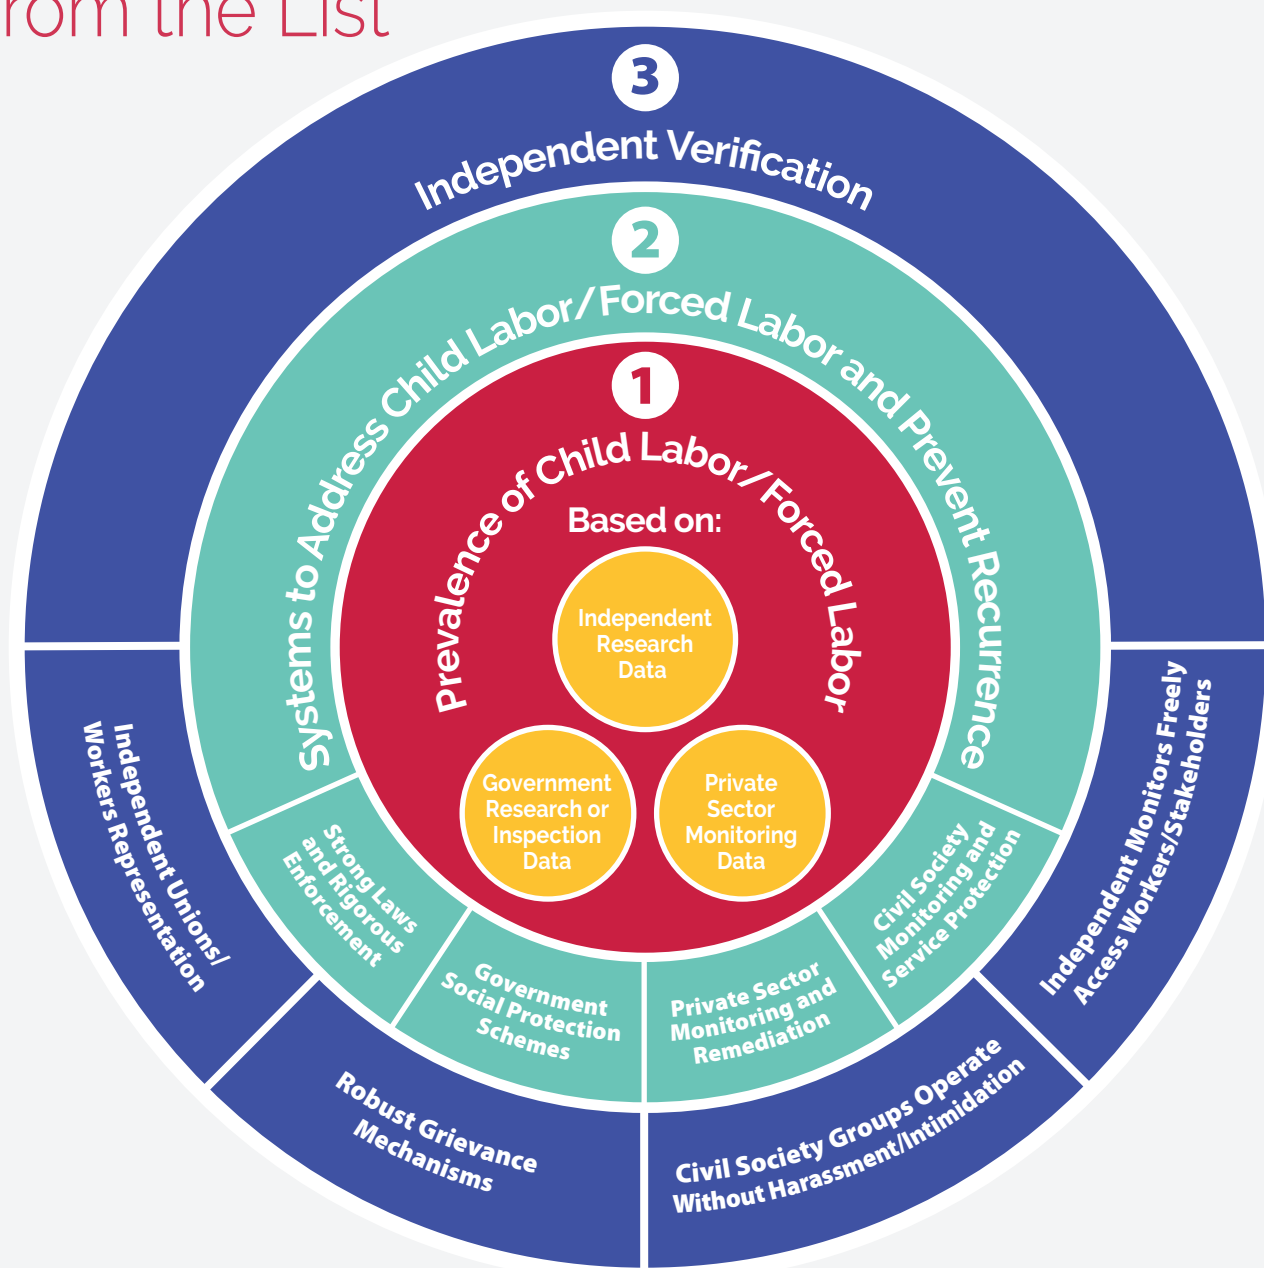 rom the List
3
Independent Verification
2
Systems to Address Child Labor/Forced Labor and Prevent Recurrence
1
Prevalence of Child Labor/Forced Labor
Based on:
Independent
Research
Data
Government
Research or
Inspection
Data
Private
Sector
Monitoring
Data
Strong Laws
and Rigorous
Enforcement
Government
Social Protection
Schemes
Private Sector
Monitoring and
Remediation
Civil Society
Monitoring and
Service Protection
Independent Unions/
Workers Representation
Robust Grievance
Mechanisms
Civil Society Groups Operate
Without Harassment/Intimidation
Independent Monitors Freely
Access Workers/Stakeholders